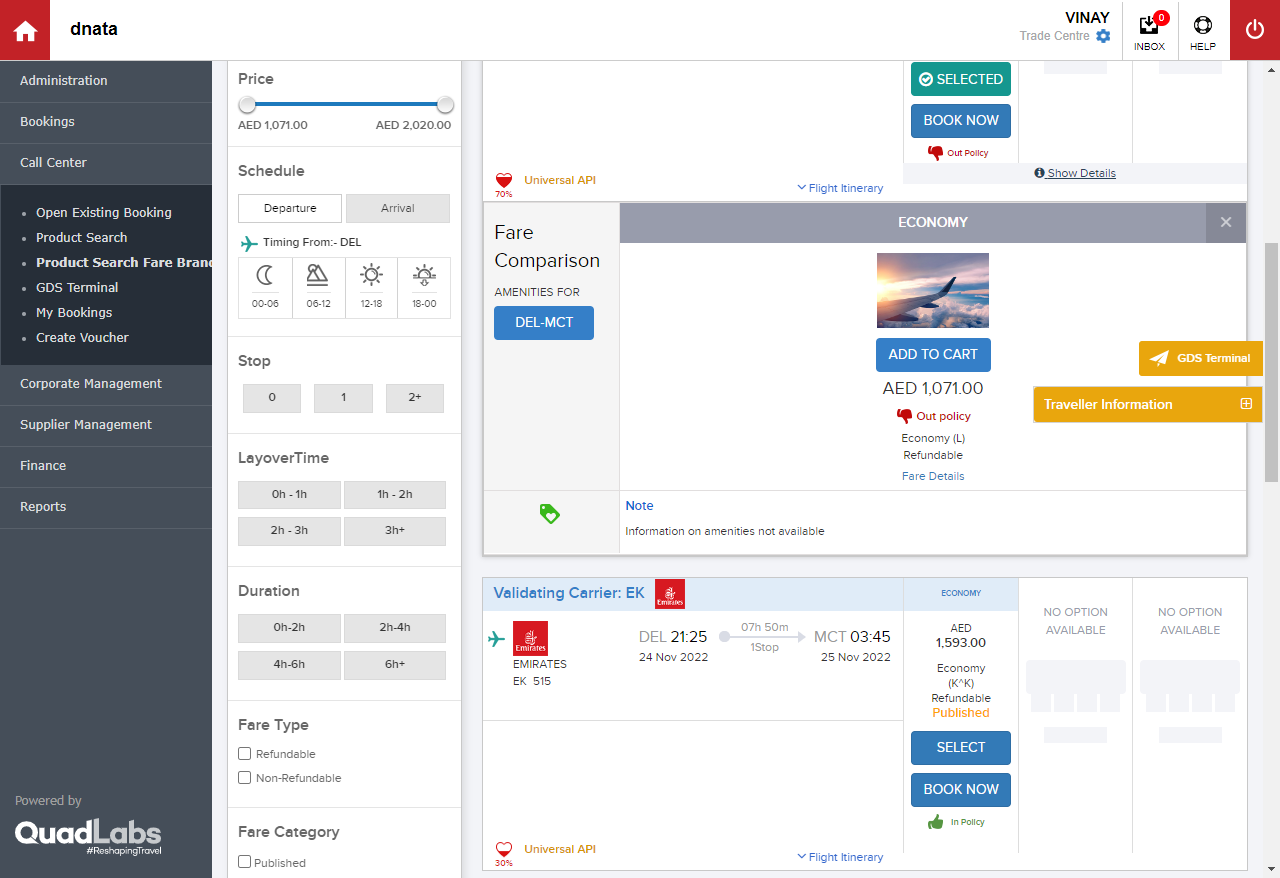 dnata
VINAY
Trade Centre
0
INBOX
HELP
Administration
Bookings
Call Center
Open Existing Booking
Product Search
Product Search Fare Bran
GDS Terminal
My Bookings
Create Voucher
Corporate Management
Supplier Management
Finance
Reports
Powered by
QuadLabs
#ReshapingTravel
Price
AED 1,071.00 AED 2,020.00
Schedule
Departure Arrival
Timing From:- DEL
00-06 06-12 12-18 18-00
Stop
0 1 2+
LayoverTime
0h - 1h 1h - 2h
2h - 3h 3h+
Duration
0h-2h 2h-4h
4h-6h 6h+
Fare Type
Refundable
Non-Refundable
Fare Category
Published
SELECTED
BOOK NOW
Out Policy
70%
Universal API
Flight Itinerary
Show Details
Fare
Comparison
AMENITIES FOR
DEL-MCT
ECONOMY
×
ADD TO CART
AED 1,071.00
Out policy
Economy (L)
Refundable
Fare Details
GDS Terminal
Traveller Information
Note
Information on amenities not available
Validating Carrier: EK
Emirates
Emirates
EMIRATES
EK 515
DEL 21:25
24 Nov 2022
07h 50m
1Stop
MCT 03:45
25 Nov 2022
ECONOMY
AED
1,593.00
Economy
(K^K)
Refundable
Published
SELECT
BOOK NOW
In Policy
NO OPTION
AVAILABLE
NO OPTION
AVAILABLE
30%
Universal API
Flight Itinerary